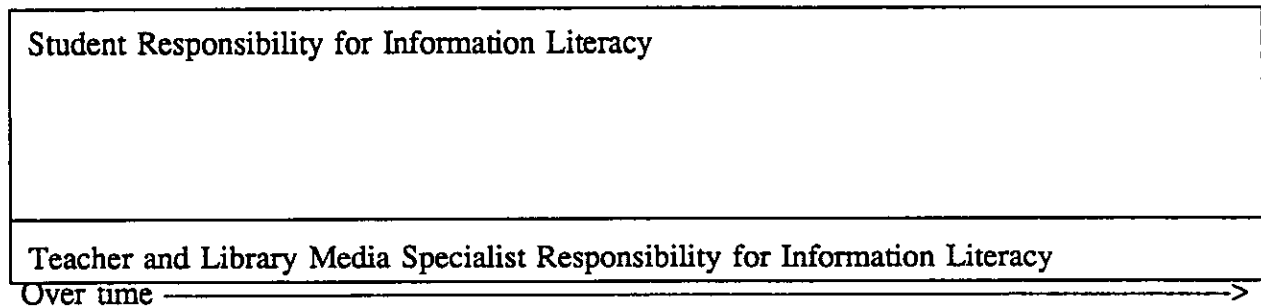 Student Responsibility for Information Literacy
Teacher and Library Media Specialist Responsibility for Information Literacy
Over time